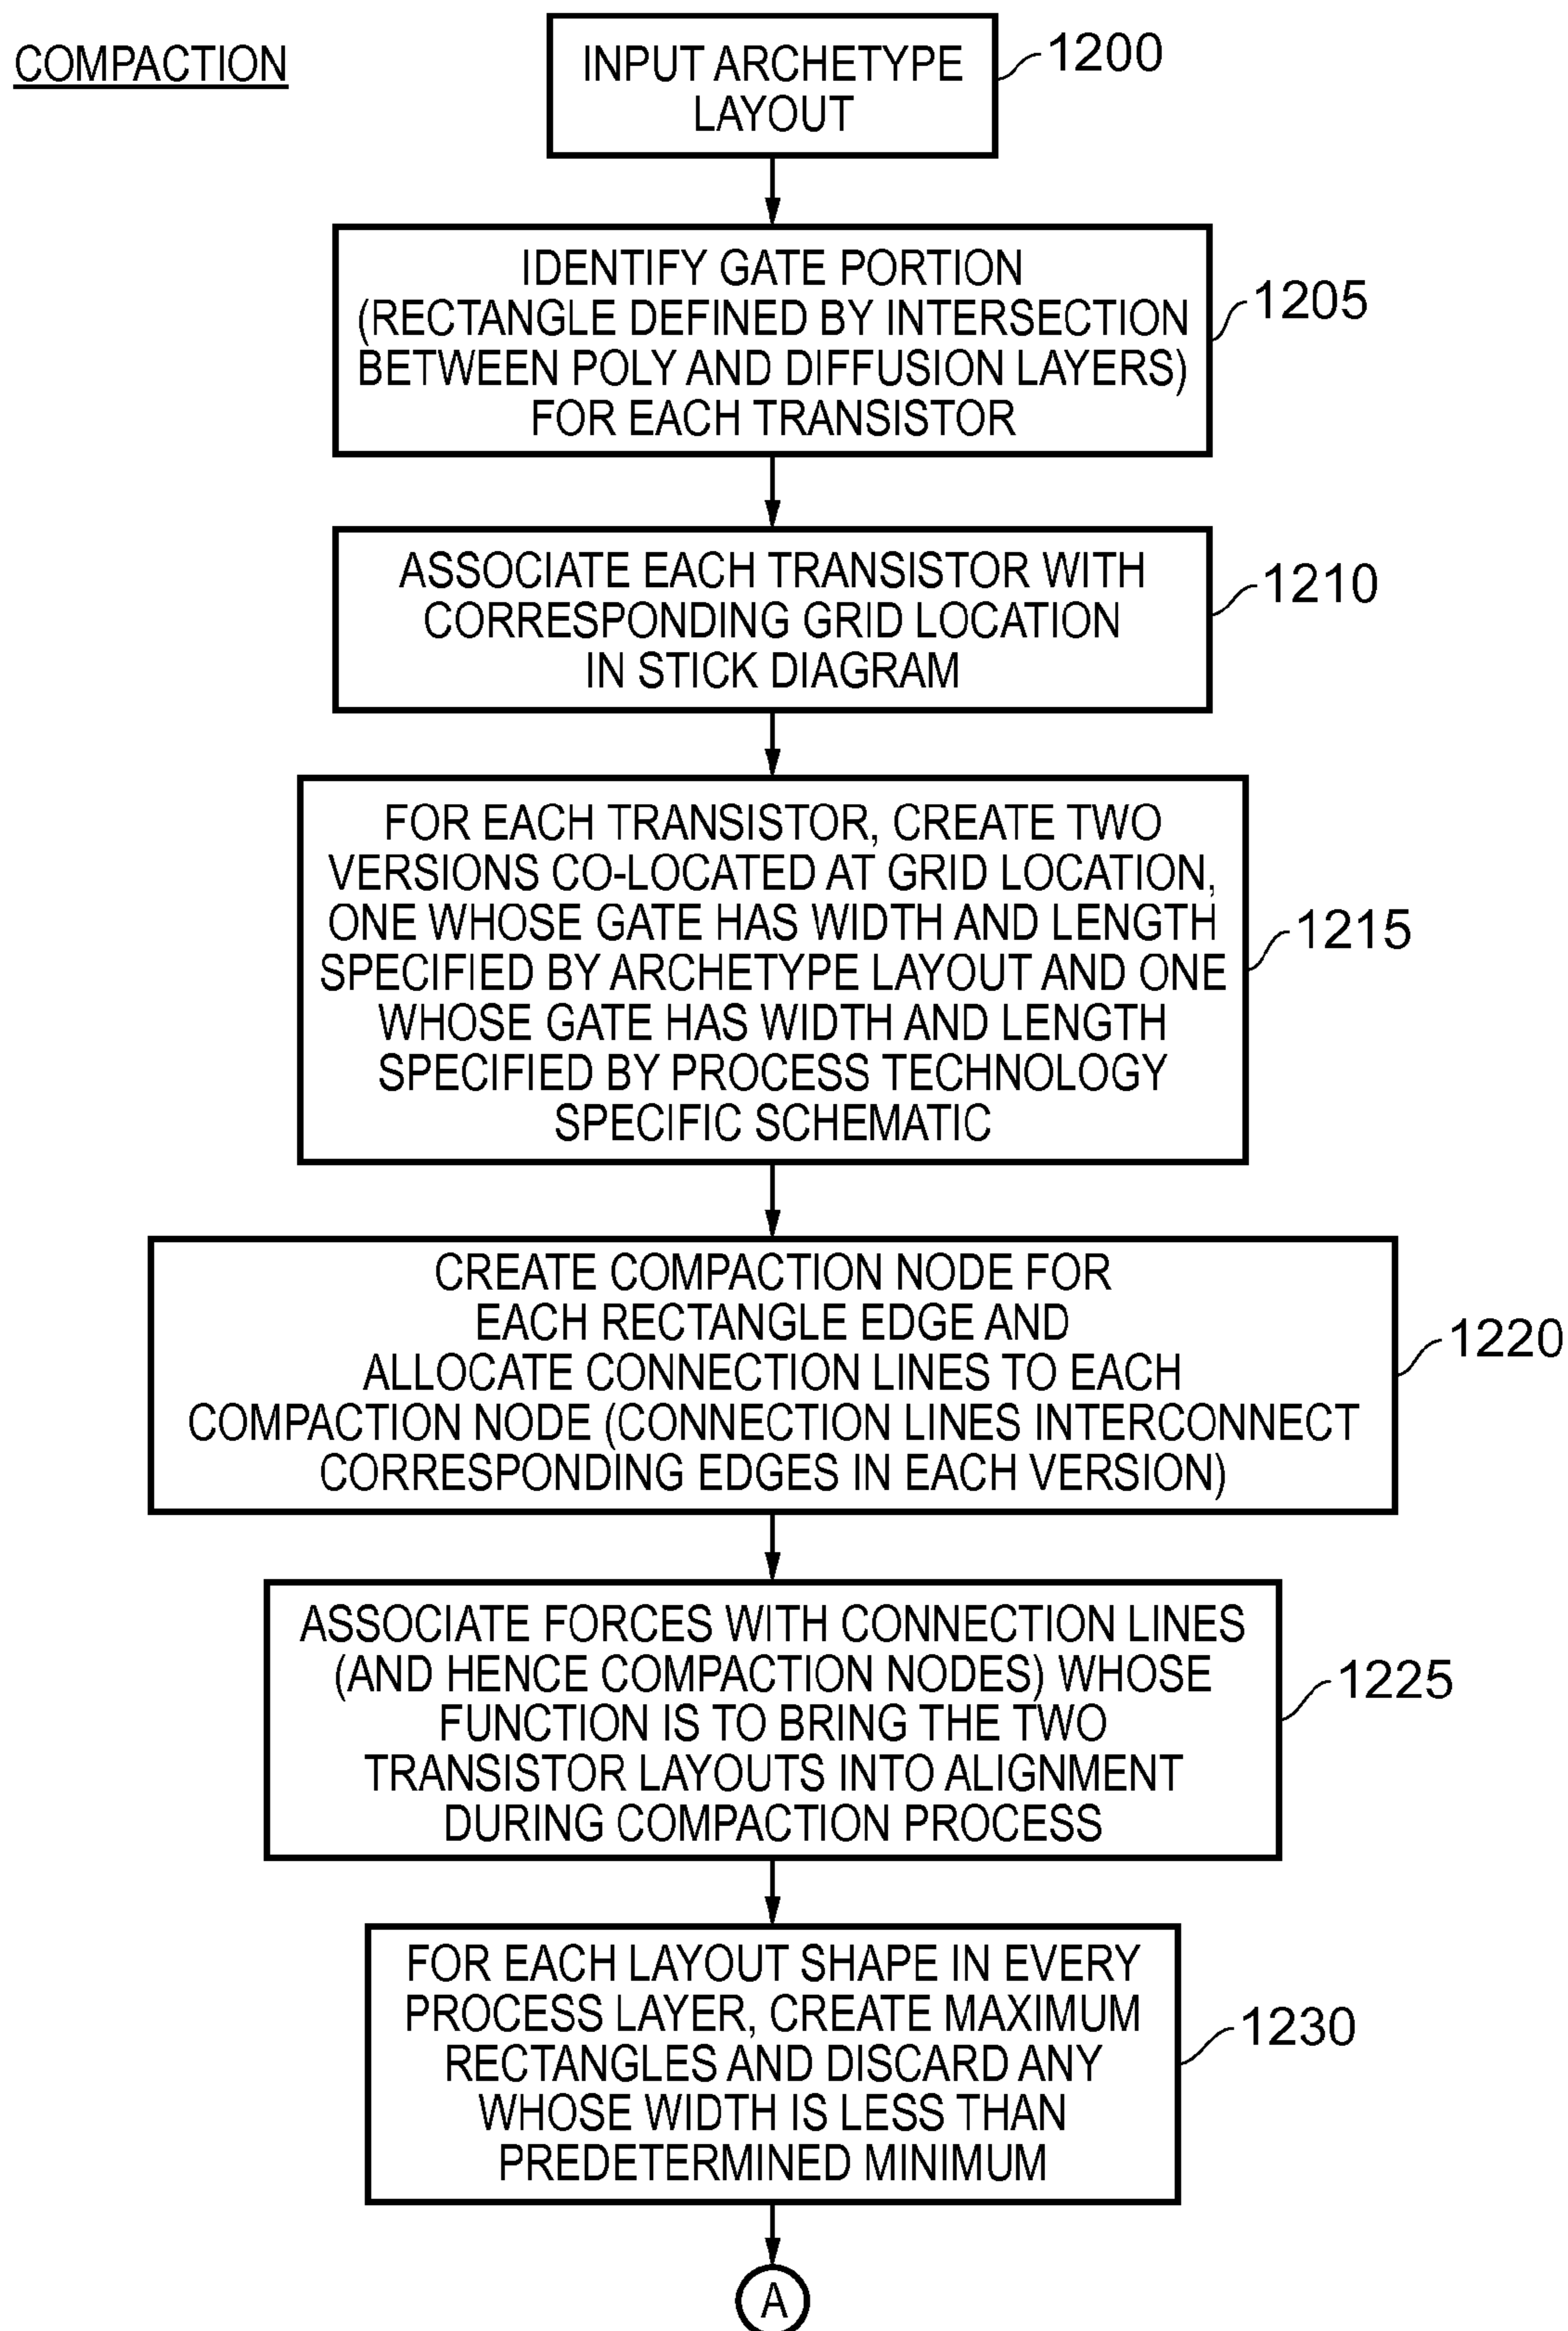 COMPACTION
INPUT ARCHETYPE
LAYOUT
1200
IDENTIFY GATE PORTION
(RECTANGLE DEFINED BY INTERSECTION
BETWEEN POLY AND DIFFUSION LAYERS)
FOR EACH TRANSISTOR
1205
ASSOCIATE EACH TRANSISTOR WITH
CORRESPONDING GRID LOCATION
IN STICK DIAGRAM
1210
FOR EACH TRANSISTOR, CREATE TWO
VERSIONS CO-LOCATED AT GRID LOCATION,
ONE WHOSE GATE HAS WIDTH AND LENGTH
SPECIFIED BY ARCHETYPE LAYOUT AND ONE
WHOSE GATE HAS WIDTH AND LENGTH
SPECIFIED BY PROCESS TECHNOLOGY
SPECIFIC SCHEMATIC
1215
CREATE COMPACTION NODE FOR
EACH RECTANGLE EDGE AND
ALLOCATE CONNECTION LINES TO EACH
COMPACTION NODE (CONNECTION LINES INTERCONNECT
CORRESPONDING EDGES IN EACH VERSION)
1220
ASSOCIATE FORCES WITH CONNECTION LINES
(AND HENCE COMPACTION NODES) WHOSE
FUNCTION IS TO BRING THE TWO
TRANSISTOR LAYOUTS INTO ALIGNMENT
DURING COMPACTION PROCESS
1225
FOR EACH LAYOUT SHAPE IN EVERY
PROCESS LAYER, CREATE MAXIMUM
RECTANGLES AND DISCARD ANY
WHOSE WIDTH IS LESS THAN
PREDETERMINED MINIMUM
1230
A